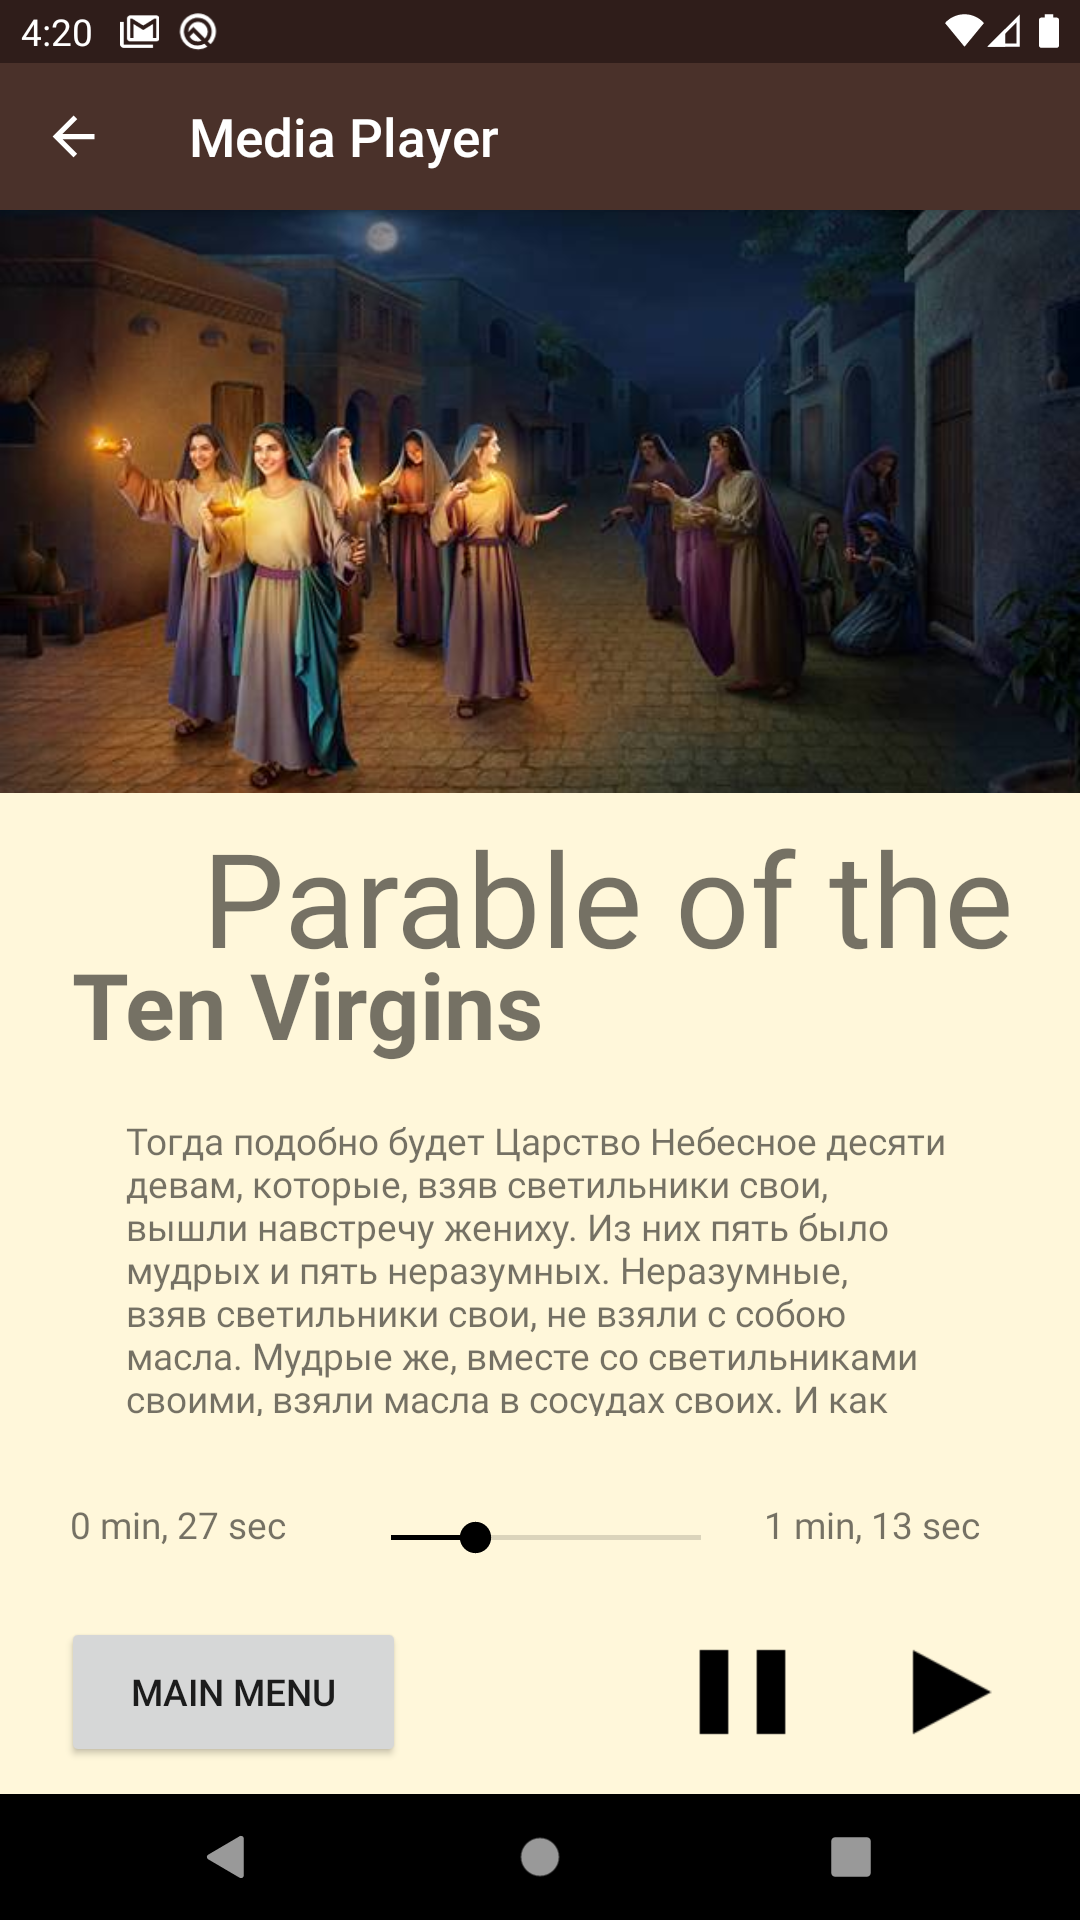 4:20
Media Player
Parable of the
Ten Virgins
Тогда подобно будет Царство Небесное десяти
девам, которые, взяв светильники свои,
вышли навстречу жениху. Из них пять было
мудрых и пять неразумных. Неразумные,
взяв светильники свои, не взяли с собою
масла. Мудрые же, вместе со светильниками
своими, взяли масла в сосудах своих. И как
0 min, 27 sec
1 min, 13 sec
MAIN MENU